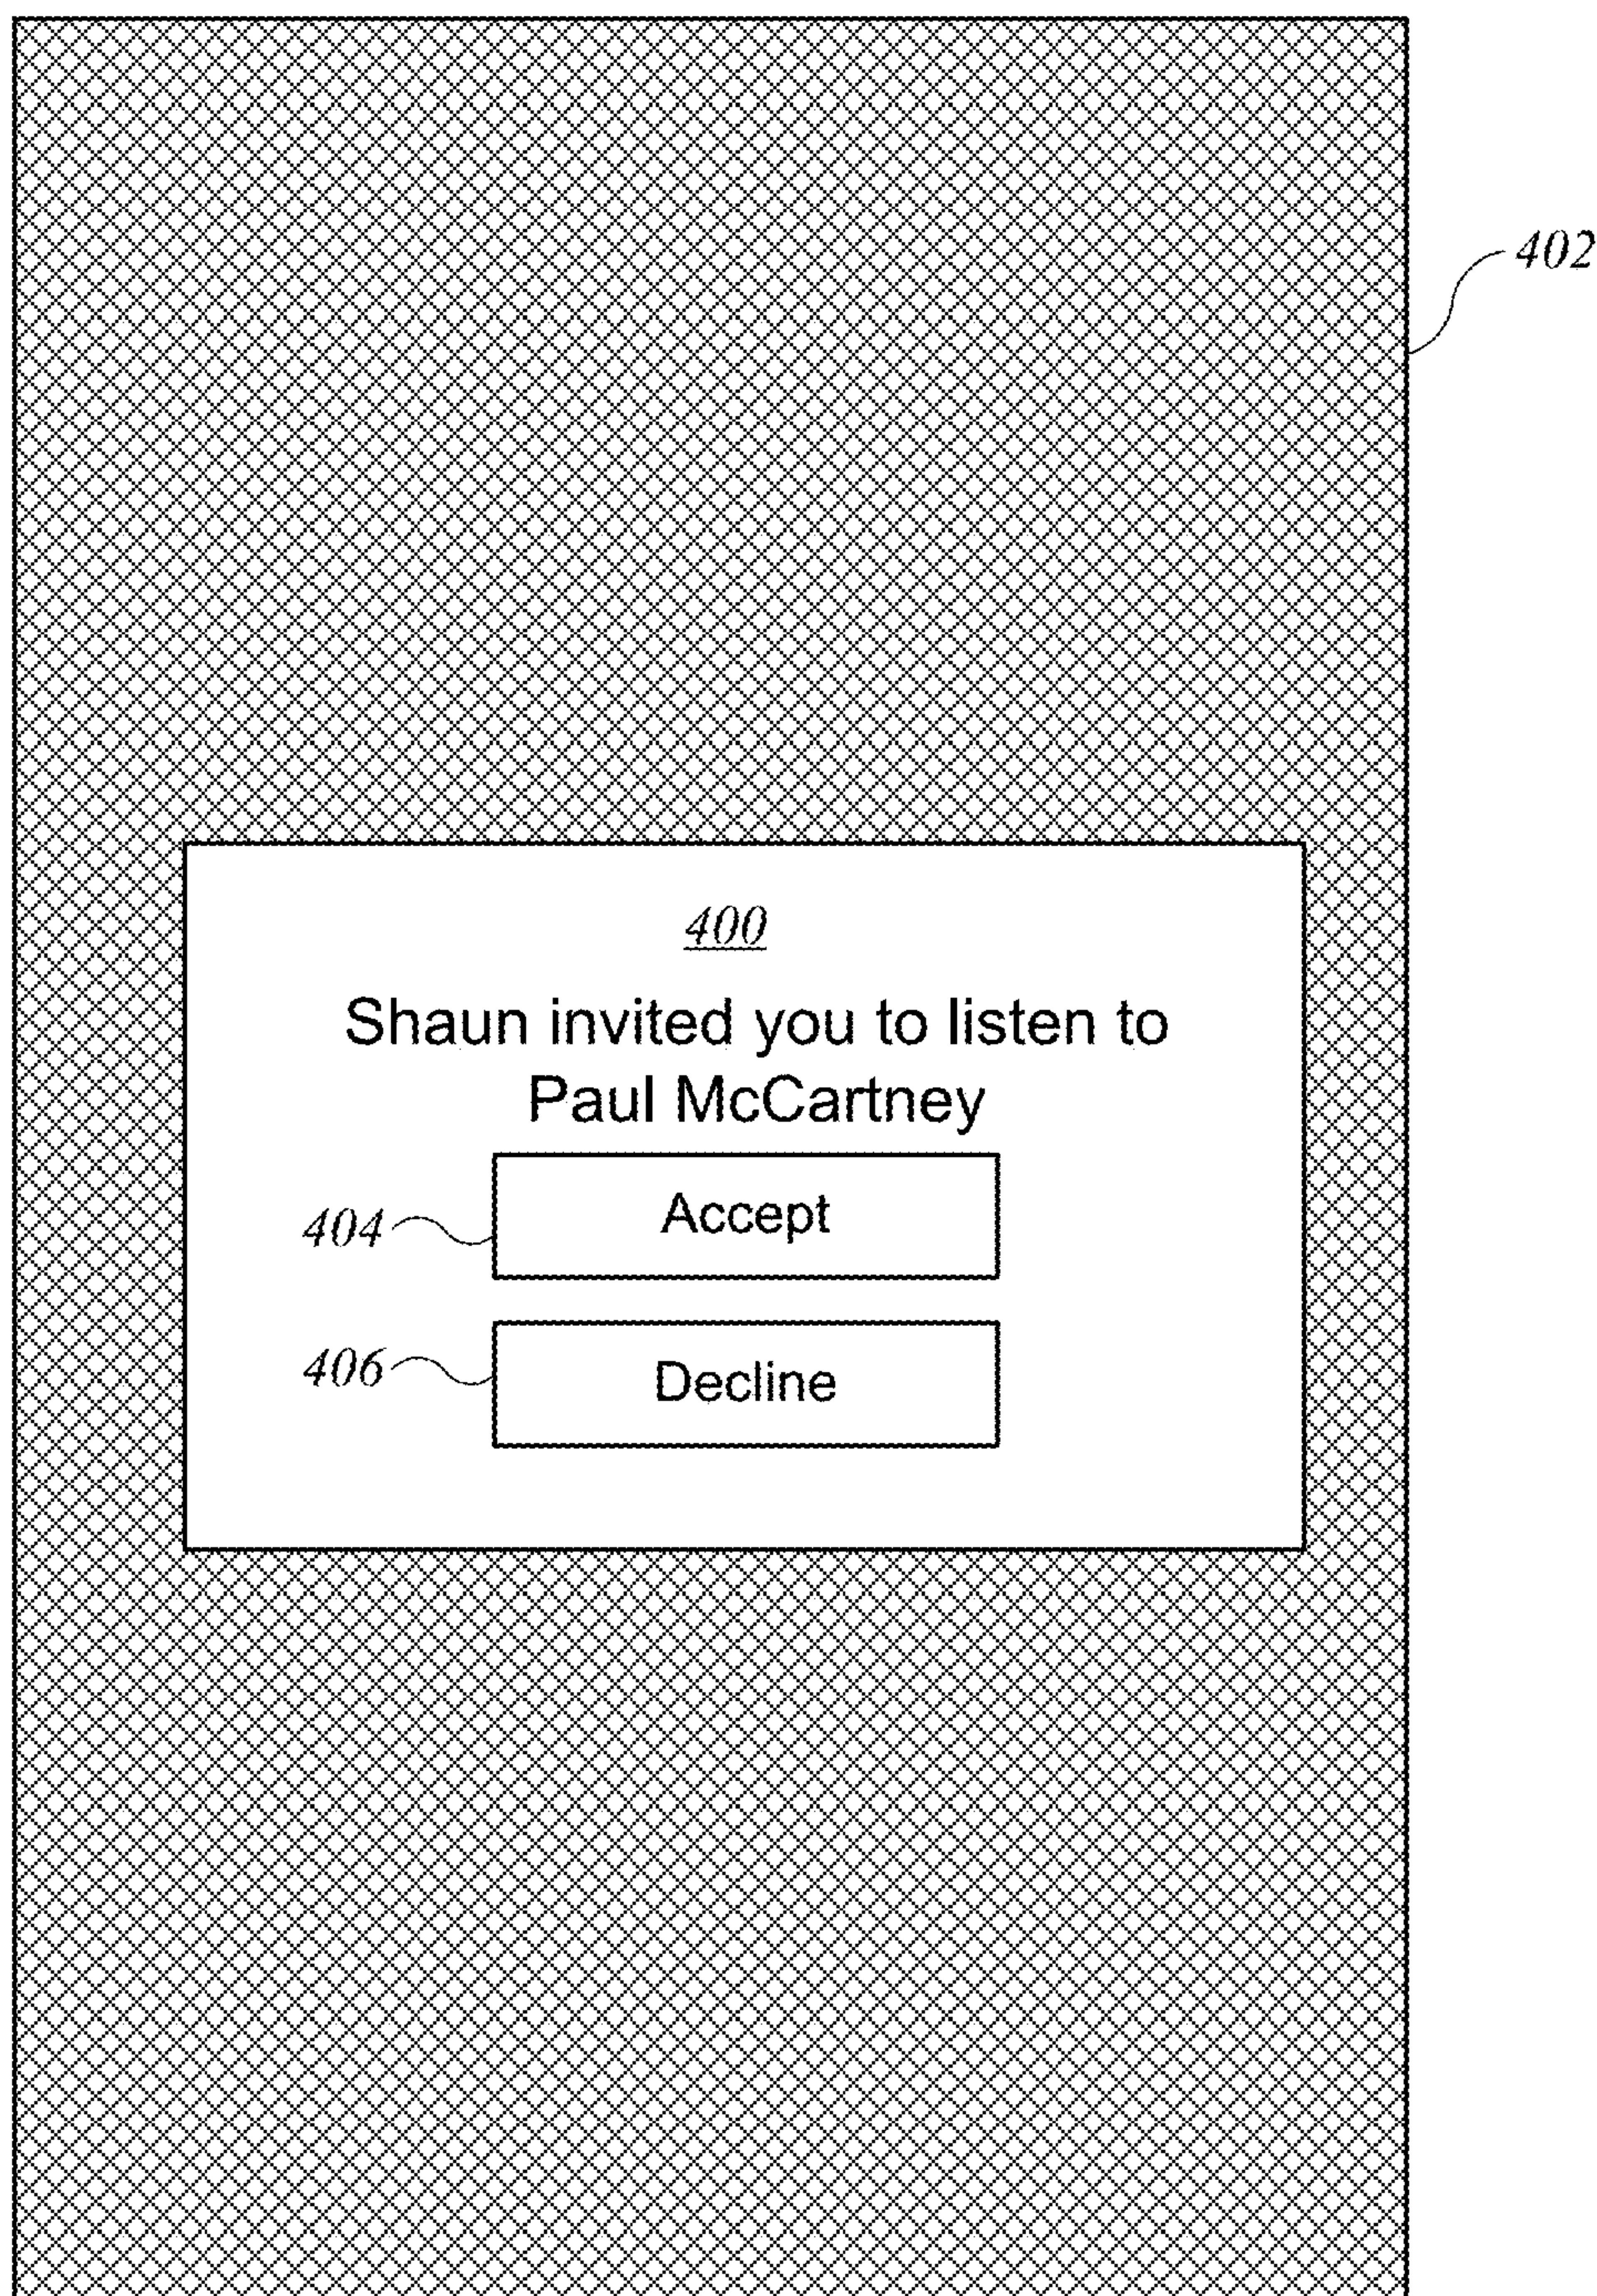 402
400
Shaun invited you to listen to
Paul McCartney
404
Accept
406
Decline